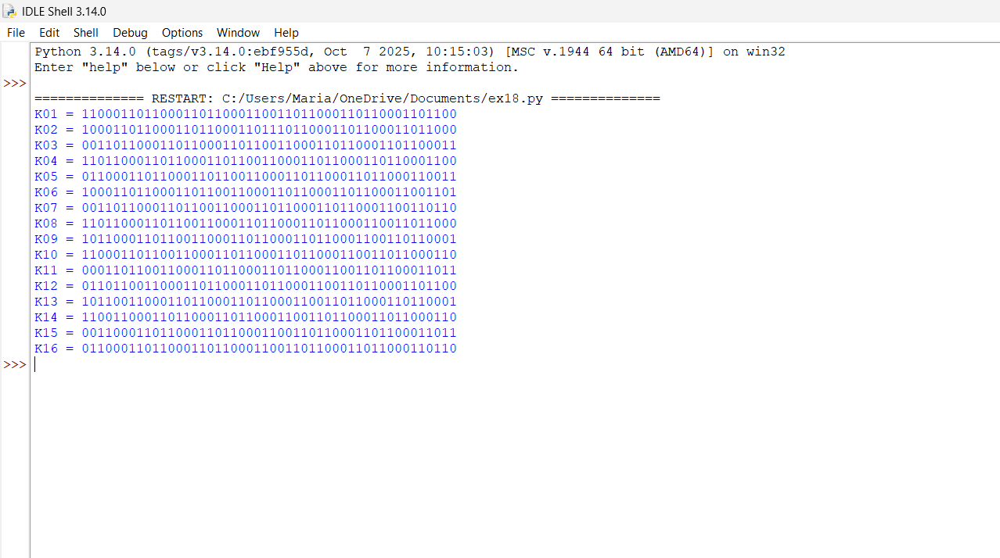 IDLE Shell 3.14.0
File Edit Shell Debug Options Window Help
Python 3.14.0 (tags/v3.14.0:ebf955d, Oct  7 2025, 10:15:03) [MSC v.1944 64 bit (AMD64)] on win32
Enter "help" below or click "Help" above for more information.
>>>
============== RESTART: C:/Users/Maria/OneDrive/Documents/ex18.py ==============
K01 = 110001101100011011000110011011000110110001101100
K02 = 100011011000110110001101110110001101100011011000
K03 = 001101100011011000110110011000110110001101100011
K04 = 110110001101100011011001100011011000110110001100
K05 = 011000110110001101100110001101100011011000110011
K06 = 100011011000110110011000110110001101100011001101
K07 = 001101100011011001100011011000110110001100110110
K08 = 110110001101100110001101100011011000110011011000
K09 = 101100011011001100011011000110110001100110110001
K10 = 110001101100110001101100011011000110011011000110
K11 = 000110110011000110110001101100011001101100011011
K12 = 011011001100011011000110110001100110110001101100
K13 = 101100110001101100011011000110011011000110110001
K14 = 110011000110110001101100011001101100011011000110
K15 = 001100011011000110110001100110110001101100011011
K16 = 011000110110001101100011001101100011011000110110
>>>